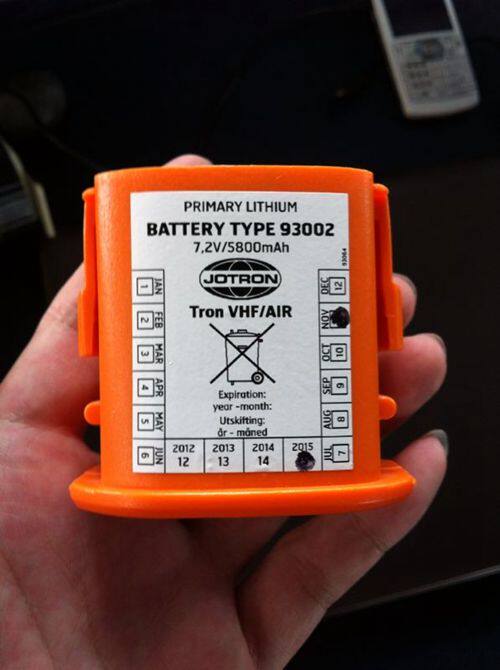 PRIMARY LITHIUM
BATTERY TYPE 93002
7,2V/5800mAh
93064
JOTRON
Tron VHF/AIR
Expiration:
year -month:
Utskifting:
år - måned
1 JAN
2 FEB
3 MAR
4 APR
5 MAY
6 JUN
2012 12
2013 13
2014 14
2015
JUL 7
AUG 8
SEP 9
OCT 10
NOV
DEC 12